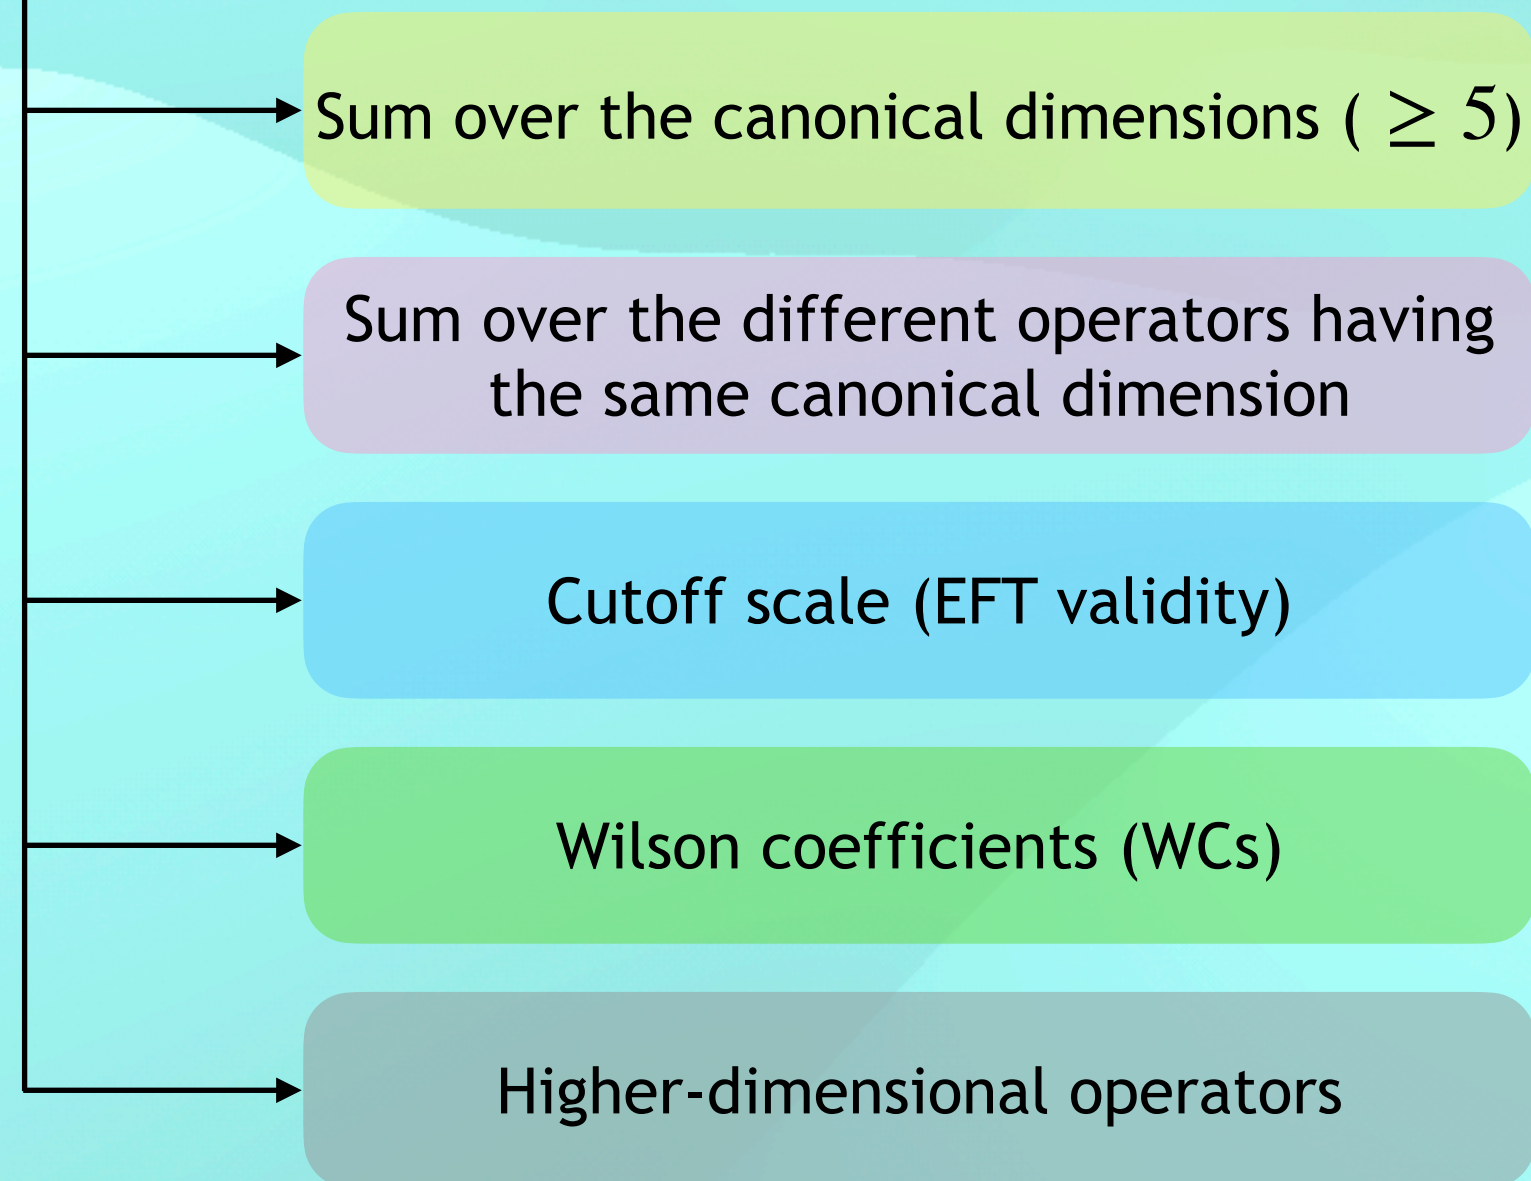 Sum over the canonical dimensions ( ≥ 5)
Sum over the different operators having
the same canonical dimension
Cutoff scale (EFT validity)
Wilson coefficients (WCs)
Higher-dimensional operators